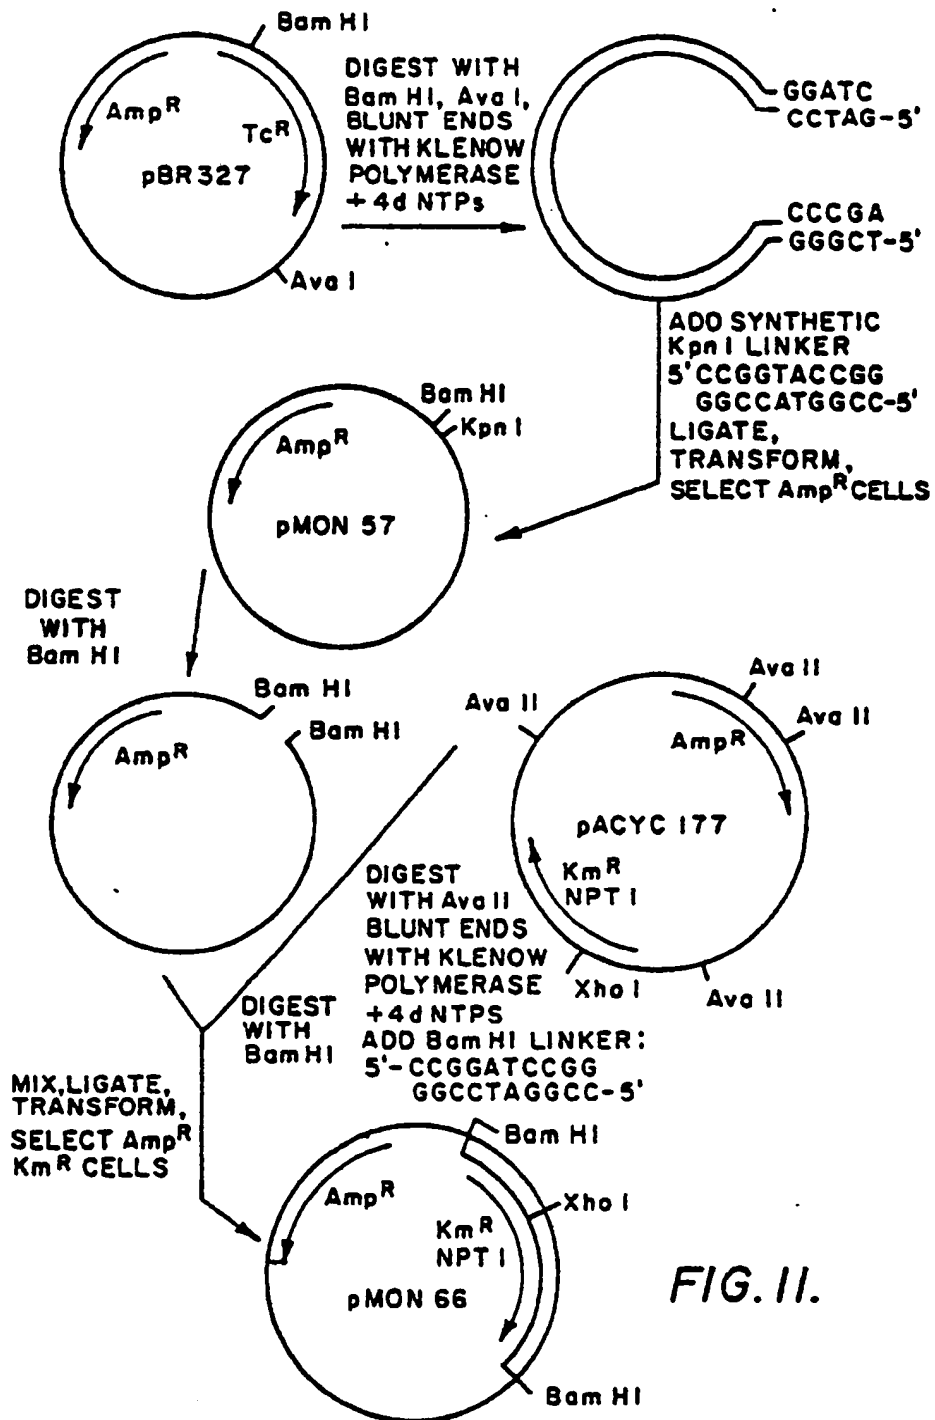 Bam HI
AmpR
TcR
pBR327
Ava I
DIGEST WITH
Bam HI, Ava I,
BLUNT ENDS
WITH KLENOW
POLYMERASE
+ 4d NTPs
GGATC
CCTAG-5'
CCCGA
GGGCT-5'
ADD SYNTHETIC
Kpn I LINKER
5'CCGGTACCGG
GGCCATGGCC-5'
LIGATE,
TRANSFORM,
SELECT AmpR CELLS
Bam HI
Kpn I
AmpR
pMON 57
DIGEST
WITH
Bam HI
Bam HI
Bam HI
AmpR
Ava II
Ava II
Ava II
AmpR
pACYC 177
KmR
NPT I
Xho I
Ava II
DIGEST
WITH Ava II
BLUNT ENDS
WITH KLENOW
POLYMERASE
+4d NTPS
ADD Bam HI LINKER:
5'-CCGGATCCGG
GGCCTAGGCC-5'
DIGEST
WITH
Bam HI
MIX, LIGATE,
TRANSFORM,
SELECT AmpR
KmR CELLS
Bam HI
Xho I
AmpR
KmR
NPT I
pMON 66
Bam HI
FIG. 11.